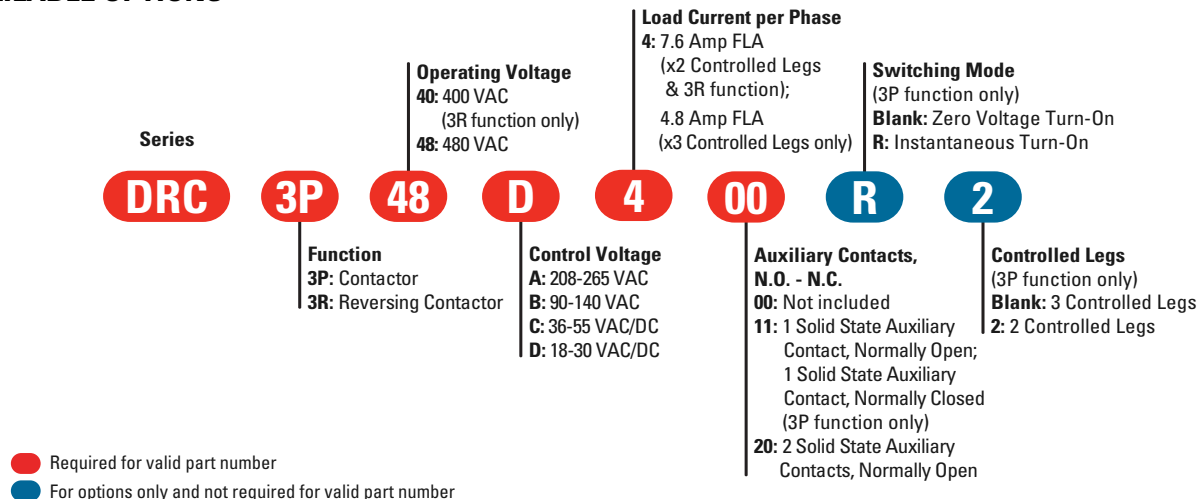 Load Current per Phase
4: 7.6 Amp FLA
(x2 Controlled Legs
& 3R function);
4.8 Amp FLA
(x3 Controlled Legs only)
Operating Voltage
40: 400 VAC
(3R function only)
48: 480 VAC
Switching Mode
(3P function only)
Blank: Zero Voltage Turn-On
R: Instantaneous Turn-On
Series
DRC 3P 48 D 4 00 R 2
Function
3P: Contactor
3R: Reversing Contactor
Control Voltage
A: 208-265 VAC
B: 90-140 VAC
C: 36-55 VAC/DC
D: 18-30 VAC/DC
Auxiliary Contacts,
N.O. - N.C.
00: Not included
11: 1 Solid State Auxiliary
Contact, Normally Open;
1 Solid State Auxiliary
Contact, Normally Closed
(3P function only)
20: 2 Solid State Auxiliary
Contacts, Normally Open
Controlled Legs
(3P function only)
Blank: 3 Controlled Legs
2: 2 Controlled Legs
Required for valid part number
For options only and not required for valid part number